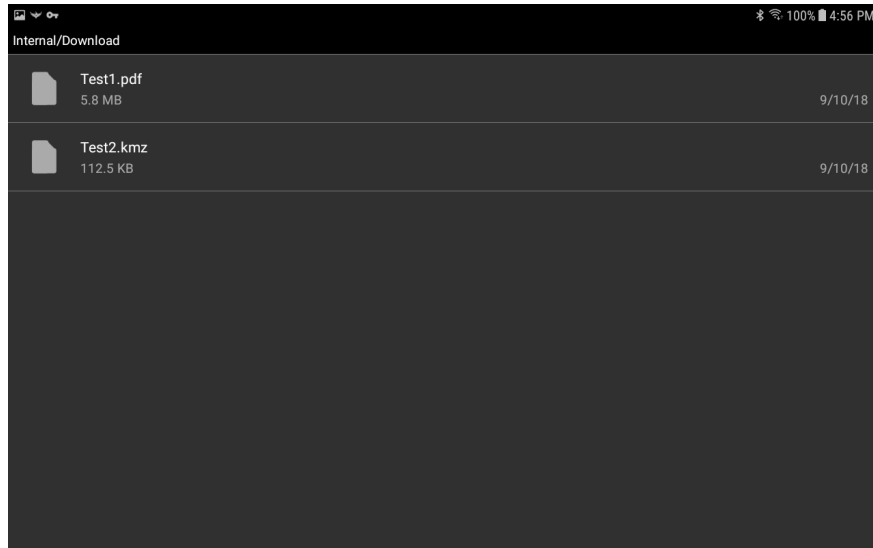 100% 4:56 PM
Internal/Download
Test1.pdf
5.8 MB
9/10/18
Test2.kmz
112.5 KB
9/10/18